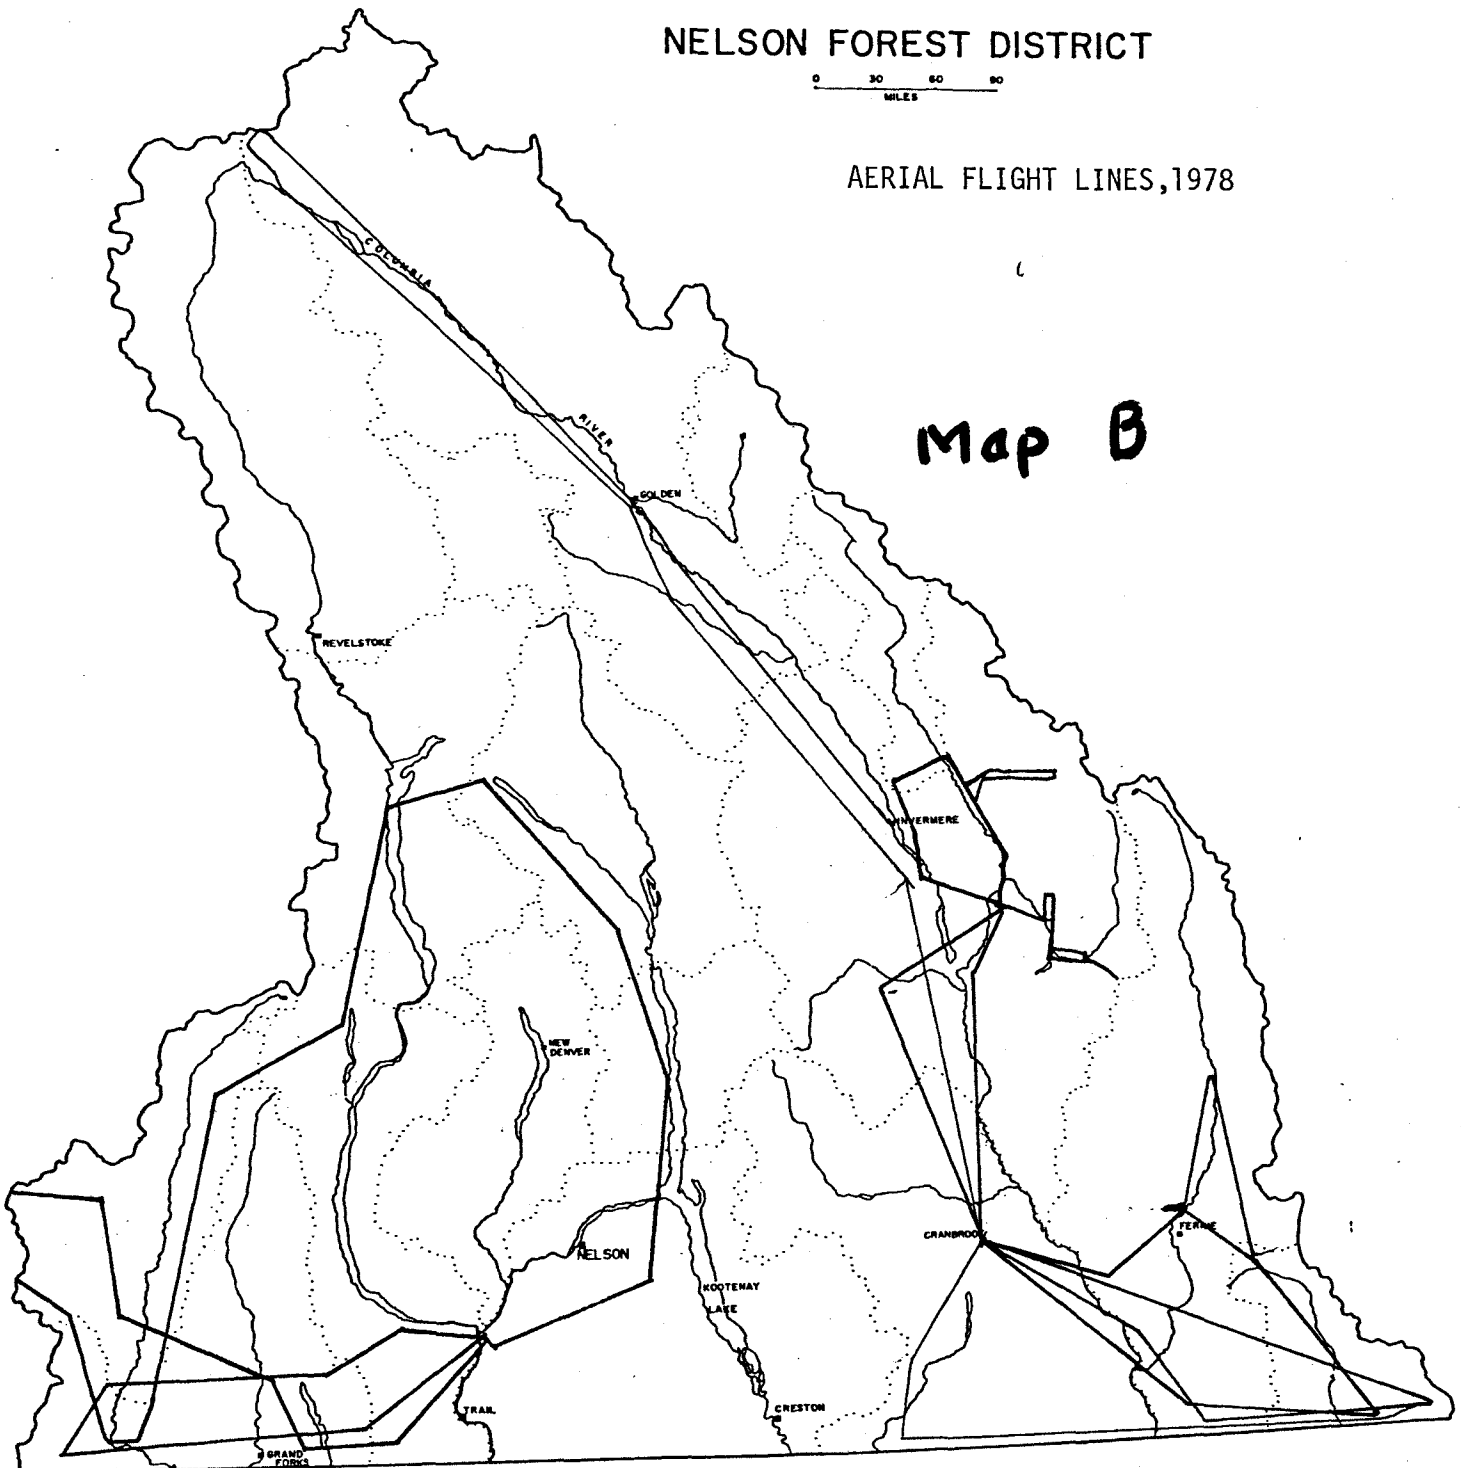 NELSON FOREST DISTRICT
0 30 60 90
MILES
AERIAL FLIGHT LINES,1978
COLUMBIA
Map B
RIVER
GOLDEN
REVELSTOKE
INVERMERE
NEW
DENVER
FERNIE
CRANBROOK
NELSON
KOOTENAY
LAKE
TRAIL
CRESTON
GRAND
FORKS